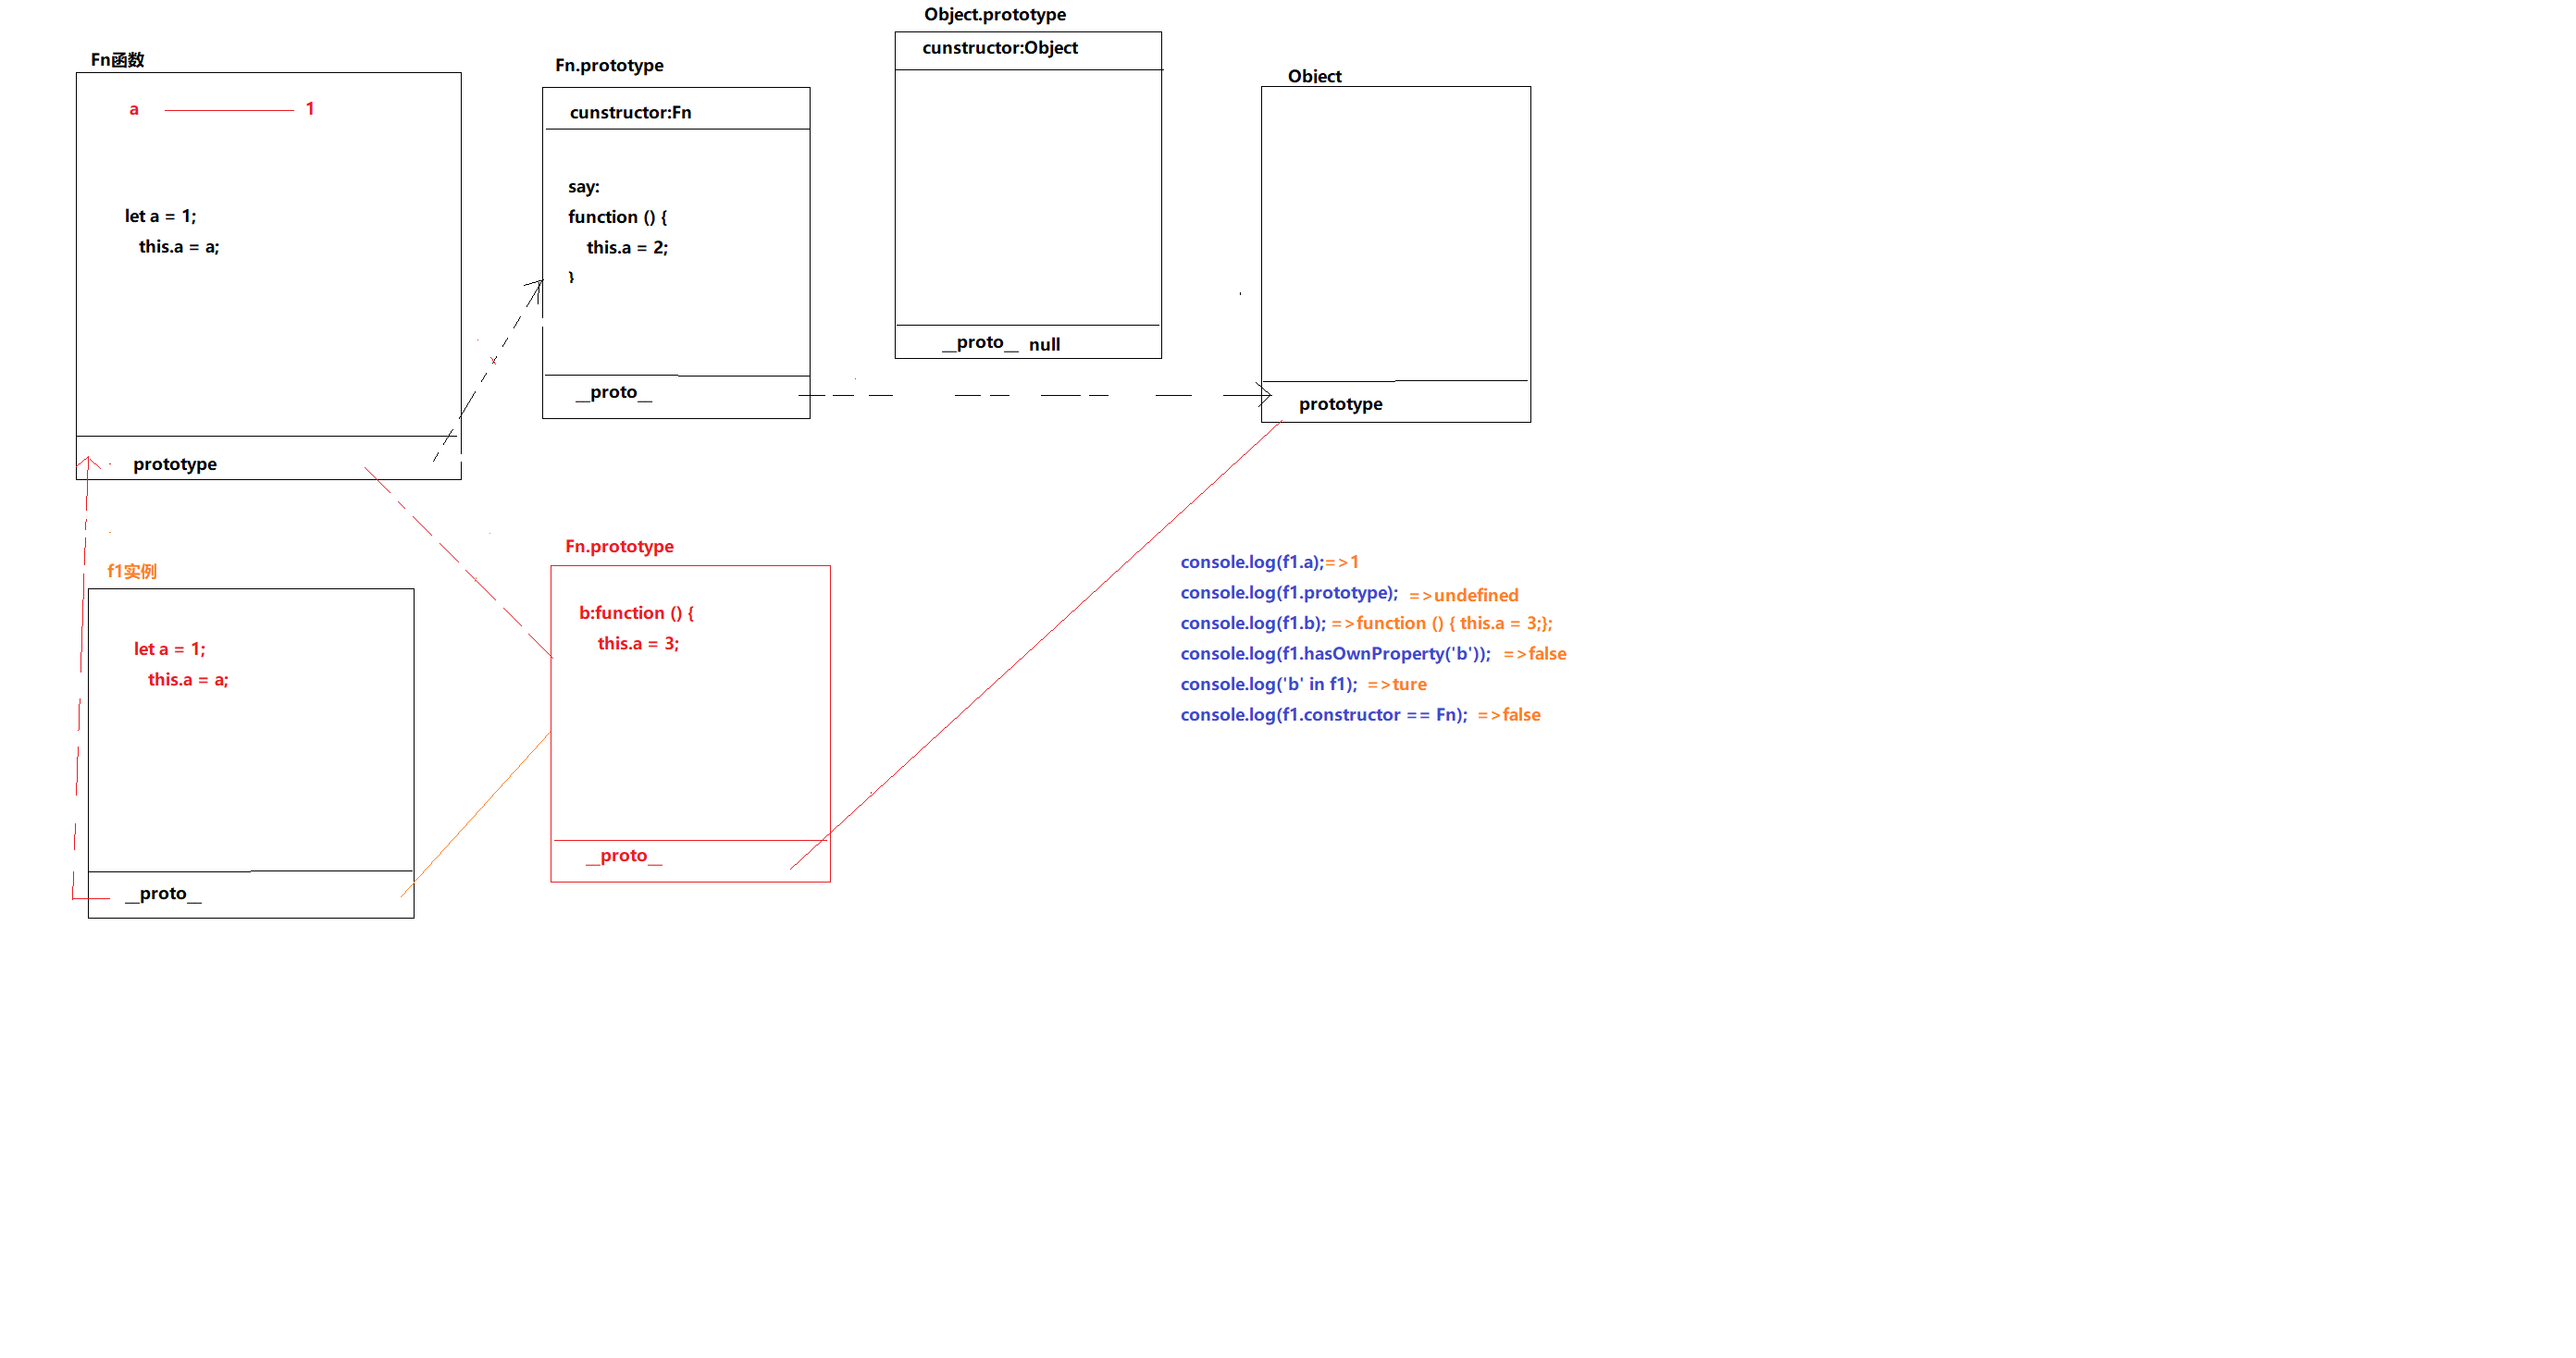 Fn函数
a 1
let a = 1;
this.a = a;
prototype
Fn.prototype
cunstructor:Fn
say:
function () {
this.a = 2;
}
__proto__
Object.prototype
cunstructor:Object
__proto__ null
Object
prototype
f1实例
let a = 1;
this.a = a;
__proto__
Fn.prototype
b:function () {
this.a = 3;
__proto__
console.log(f1.a);=>1
console.log(f1.prototype); =>undefined
console.log(f1.b); =>function () { this.a = 3;};
console.log(f1.hasOwnProperty('b')); =>false
console.log('b' in f1); =>ture
console.log(f1.constructor == Fn); =>false